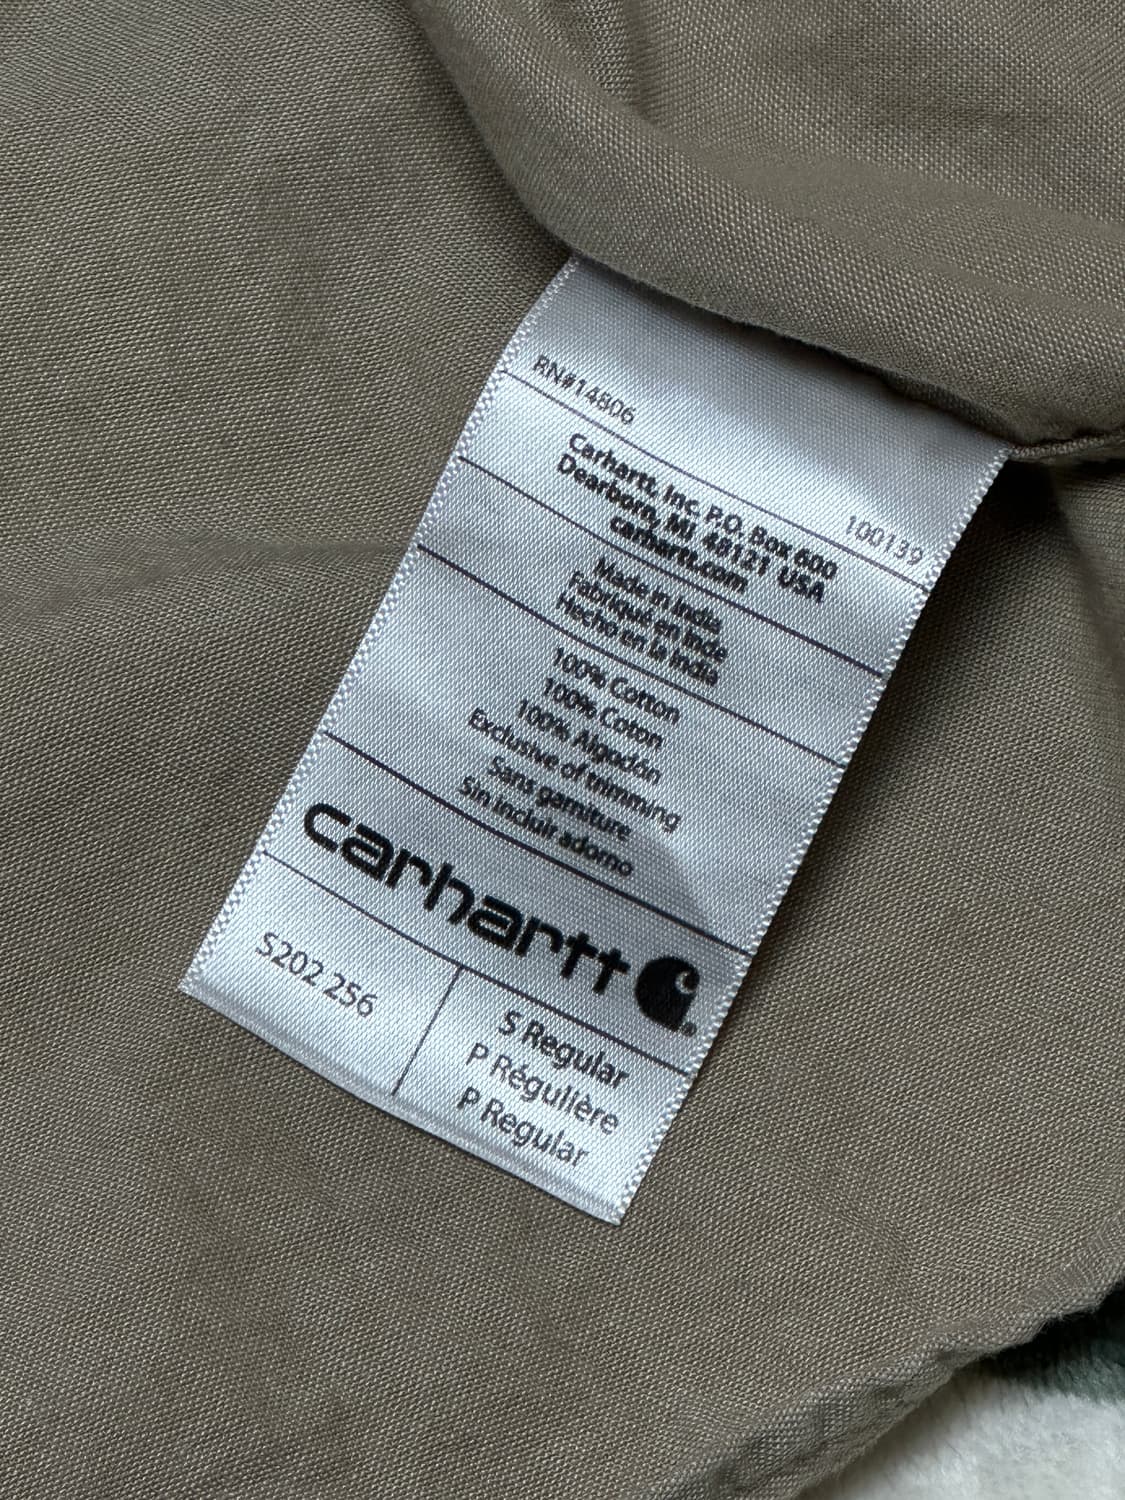 RN#14806
100139
Carhartt, Inc. P.O. Box 600
Dearborn, MI 48121 USA
carhartt.com
Made in India
Fabriqué en Inde
Hecho en la India
100% Cotton
100% Coton
100% Algodón
Exclusive of trimming
Sans garniture
Sin incluir adorno
carhartt
S202 256
S Regular
P Régulière
P Regular